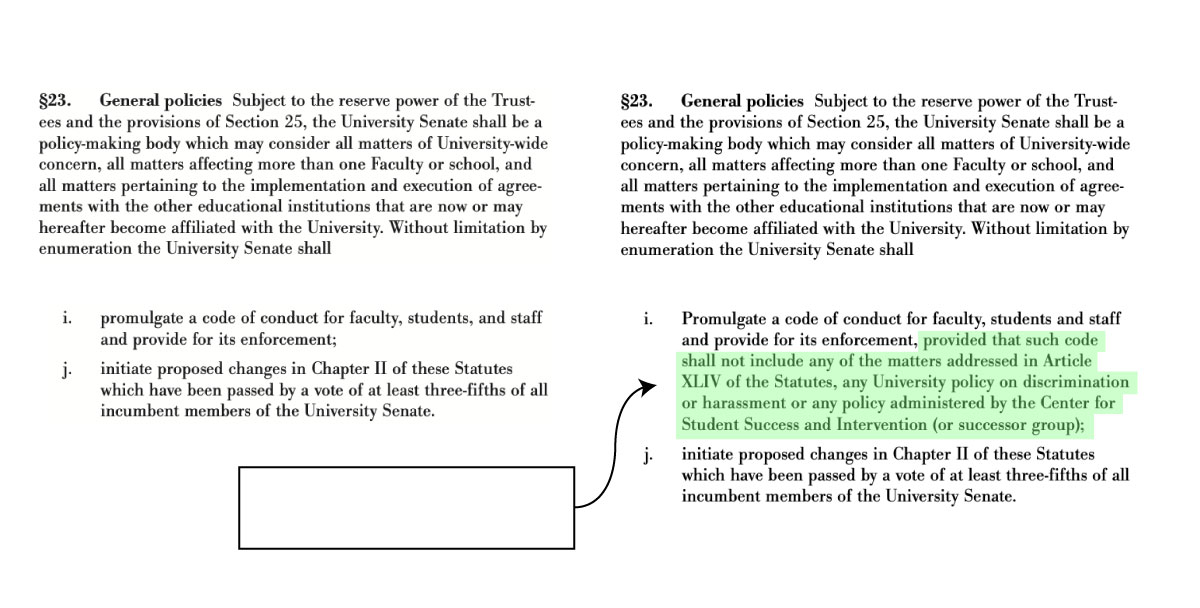 §23. General policies Subject to the reserve power of the Trust-
ees and the provisions of Section 25, the University Senate shall be a
policy-making body which may consider all matters of University-wide
concern, all matters affecting more than one Faculty or school, and
all matters pertaining to the implementation and execution of agree-
ments with the other educational institutions that are now or may
hereafter become affiliated with the University. Without limitation by
enumeration the University Senate shall
i. promulgate a code of conduct for faculty, students, and staff
and provide for its enforcement;
j. initiate proposed changes in Chapter II of these Statutes
which have been passed by a vote of at least three-fifths of all
incumbent members of the University Senate.
§23. General policies Subject to the reserve power of the Trust-
ees and the provisions of Section 25, the University Senate shall be a
policy-making body which may consider all matters of University-wide
concern, all matters affecting more than one Faculty or school, and
all matters pertaining to the implementation and execution of agree-
ments with the other educational institutions that are now or may
hereafter become affiliated with the University. Without limitation by
enumeration the University Senate shall
i. Promulgate a code of conduct for faculty, students and staff
and provide for its enforcement, provided that such code
shall not include any of the matters addressed in Article
XLIV of the Statutes, any University policy on discrimination
or harassment or any policy administered by the Center for
Student Success and Intervention (or successor group);
j. initiate proposed changes in Chapter II of these Statutes
which have been passed by a vote of at least three-fifths of all
incumbent members of the University Senate.